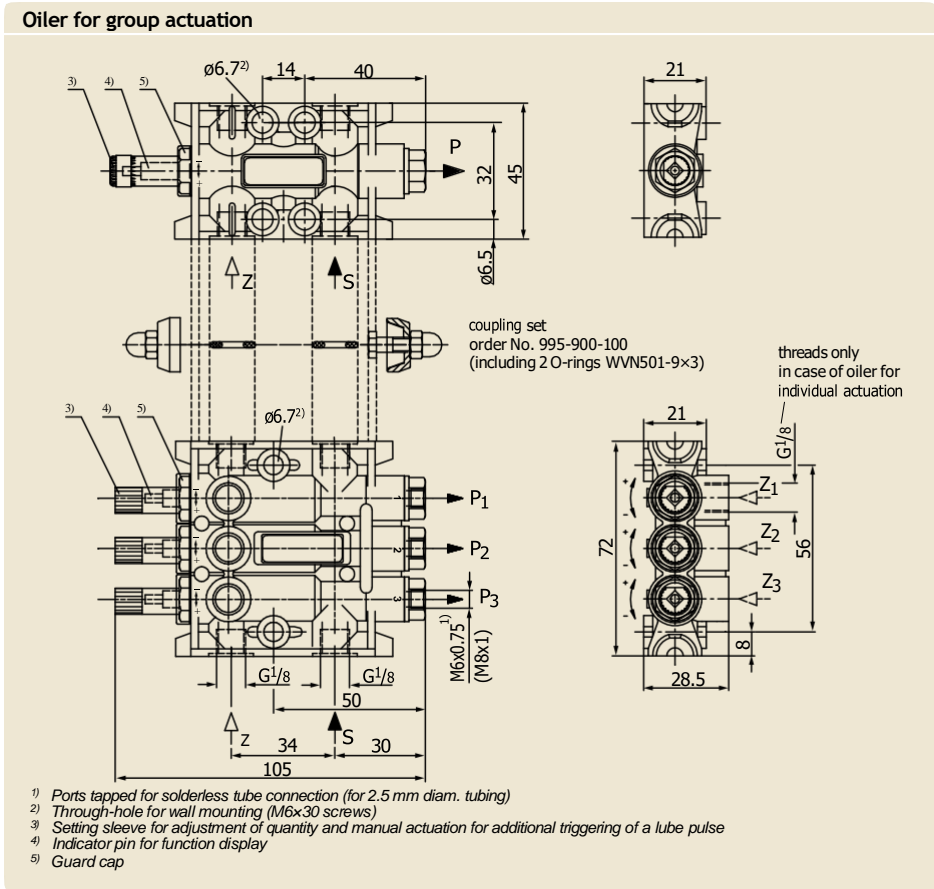 Oiler for group actuation
3) 4) 5) ø6.7²⁾ 14 40 21
P
32 45
ø6.5
Z S
coupling set
order No. 995-900-100
(including 2 O-rings WVN501-9×3)
threads only
in case of oiler for
individual actuation
3) 4) 5) ø6.7²⁾ 21 G1/8
- +
P1
P2
P3
1 2 3
M6x0.75 ¹⁾
(M8x1)
72
+ -
+ -
+ -
Z1
Z2
Z3
56
8
28.5
G1/8 G1/8
50
Z S
34 30
105
1) Ports tapped for solderless tube connection (for 2.5 mm diam. tubing)
2) Through-hole for wall mounting (M6×30 screws)
3) Setting sleeve for adjustment of quantity and manual actuation for additional triggering of a lube pulse
4) Indicator pin for function display
5) Guard cap